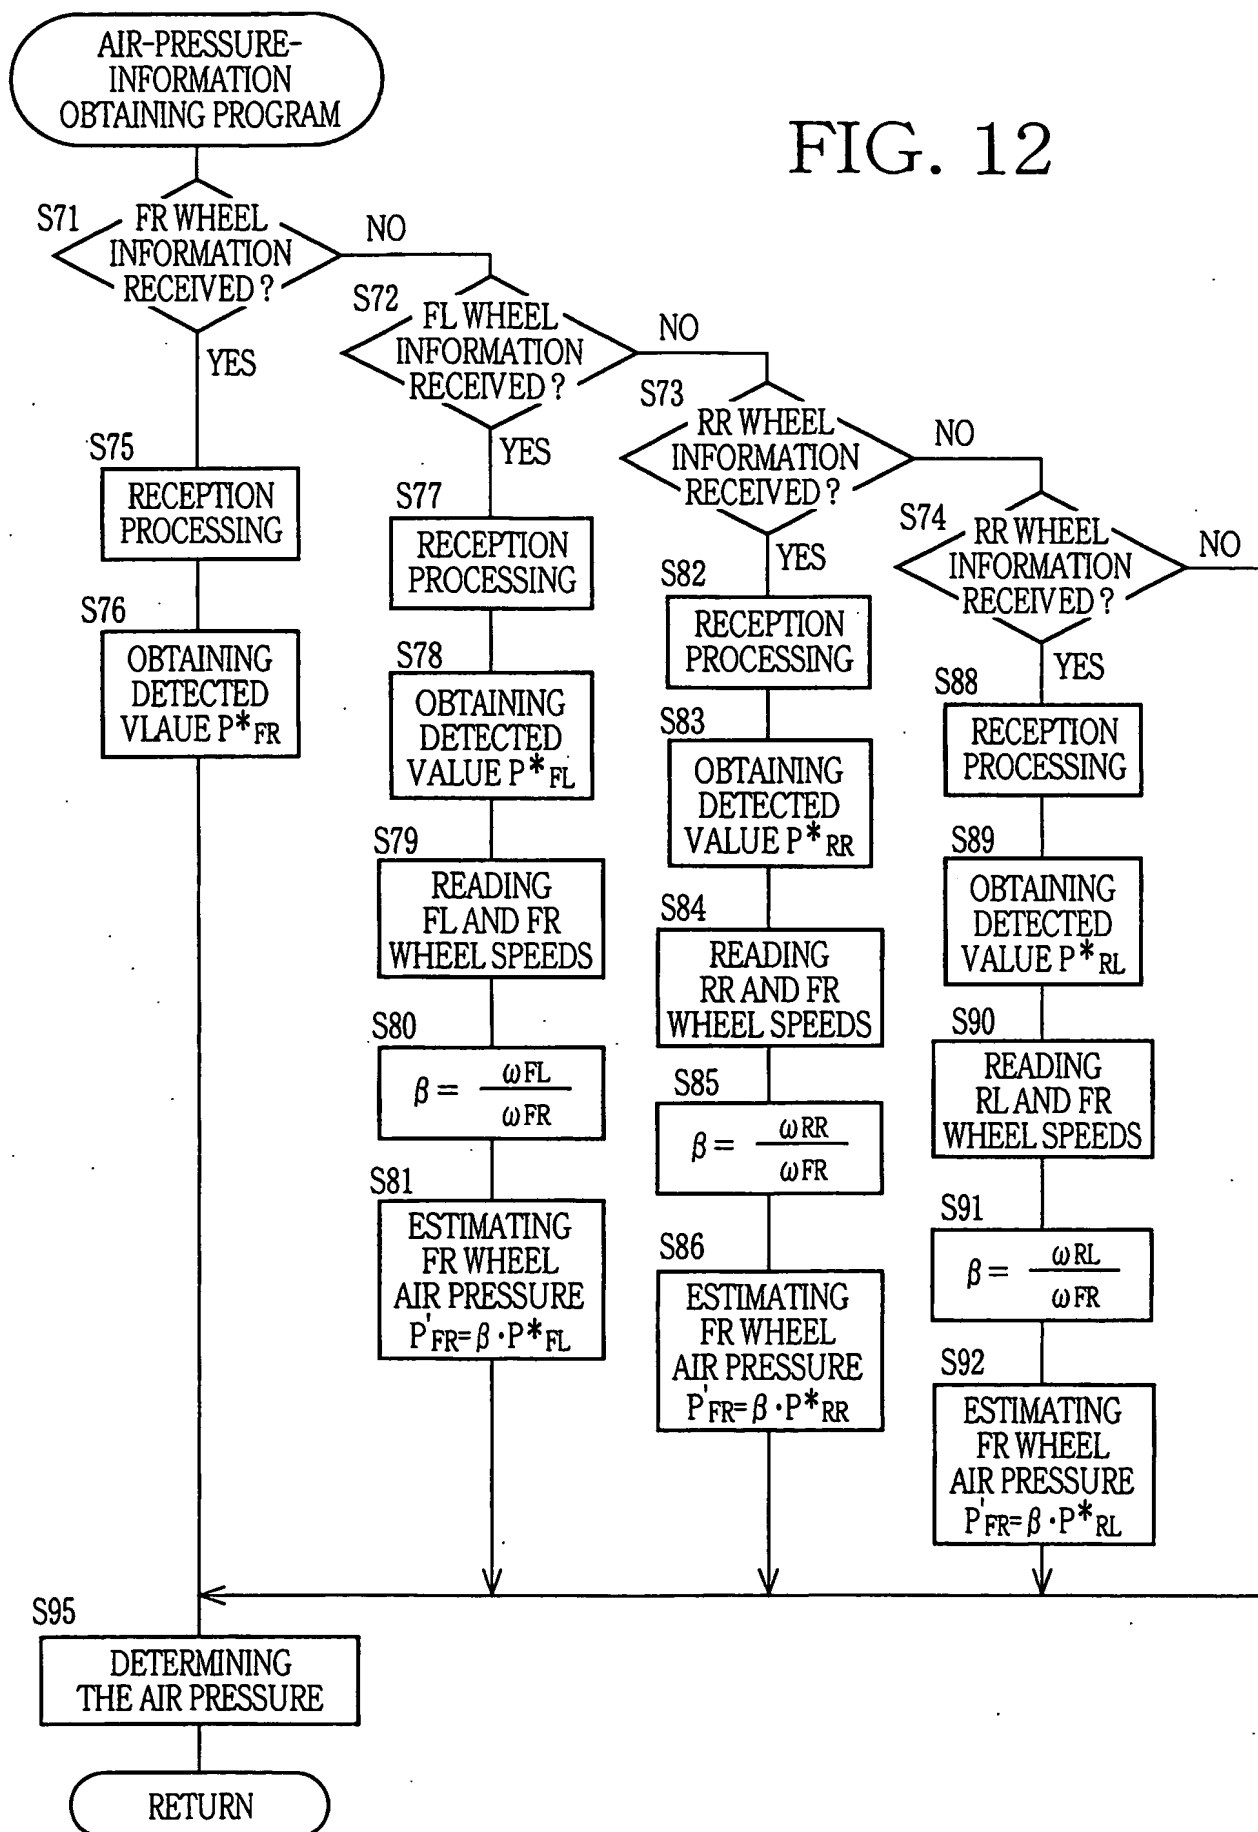 AIR-PRESSURE-
INFORMATION
OBTAINING PROGRAM
FIG. 12
S71
FR WHEEL
INFORMATION
RECEIVED?
NO
YES
S72
FL WHEEL
INFORMATION
RECEIVED?
NO
YES
S73
RR WHEEL
INFORMATION
RECEIVED?
NO
YES
S74
RR WHEEL
INFORMATION
RECEIVED?
NO
YES
S75
RECEPTION
PROCESSING
S76
OBTAINING
DETECTED
VLAUE P*FR
S77
RECEPTION
PROCESSING
S78
OBTAINING
DETECTED
VALUE P*FL
S79
READING
FL AND FR
WHEEL SPEEDS
S80
β = ωFL / ωFR
S81
ESTIMATING
FR WHEEL
AIR PRESSURE
P'FR=β·P*FL
S82
RECEPTION
PROCESSING
S83
OBTAINING
DETECTED
VALUE P*RR
S84
READING
RR AND FR
WHEEL SPEEDS
S85
β = ωRR / ωFR
S86
ESTIMATING
FR WHEEL
AIR PRESSURE
P'FR=β·P*RR
S88
RECEPTION
PROCESSING
S89
OBTAINING
DETECTED
VALUE P*RL
S90
READING
RL AND FR
WHEEL SPEEDS
S91
β = ωRL / ωFR
S92
ESTIMATING
FR WHEEL
AIR PRESSURE
P'FR=β·P*RL
S95
DETERMINING
THE AIR PRESSURE
RETURN